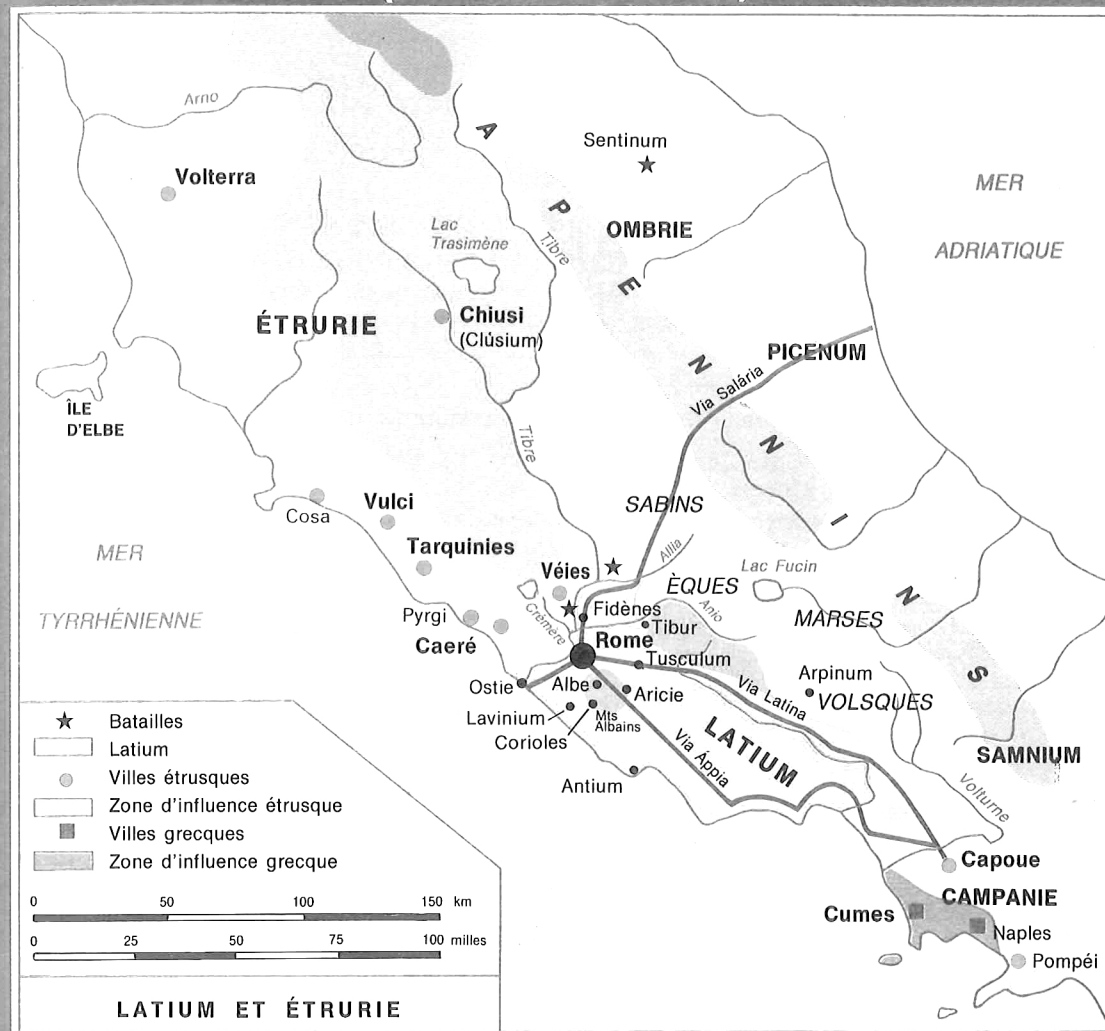 Arno
Sentinum
Volterra
MER
ADRIATIQUE
APENNINS
Lac
Trasimène
Tibre
OMBRIE
ÉTRURIE
Chiusi
(Clúsium)
PICENUM
Via Salária
ÎLE
D'ELBE
Tibre
SABINS
Cosa
Vulci
Tarquinies
MER
TYRRHÉNIENNE
Véies
Allia
Lac Fucin
ÈQUES
Pyrgi
Caeré
Crémère
Fidènes
Anio
Tibur
MARSES
Rome
Tusculum
Arpinum
VOLSQUES
Ostie
Albe
Aricie
Via Latina
Lavinium
Mts
Albains
Corioles
LATIUM
Via Áppia
SAMNIUM
Antium
Volturne
Capoue
CAMPANIE
Cumes
Naples
Pompéi
Batailles
Latium
Villes étrusques
Zone d'influence étrusque
Villes grecques
Zone d'influence grecque
0 50 100 150 km
0 25 50 75 100 milles
LATIUM ET ÉTRURIE